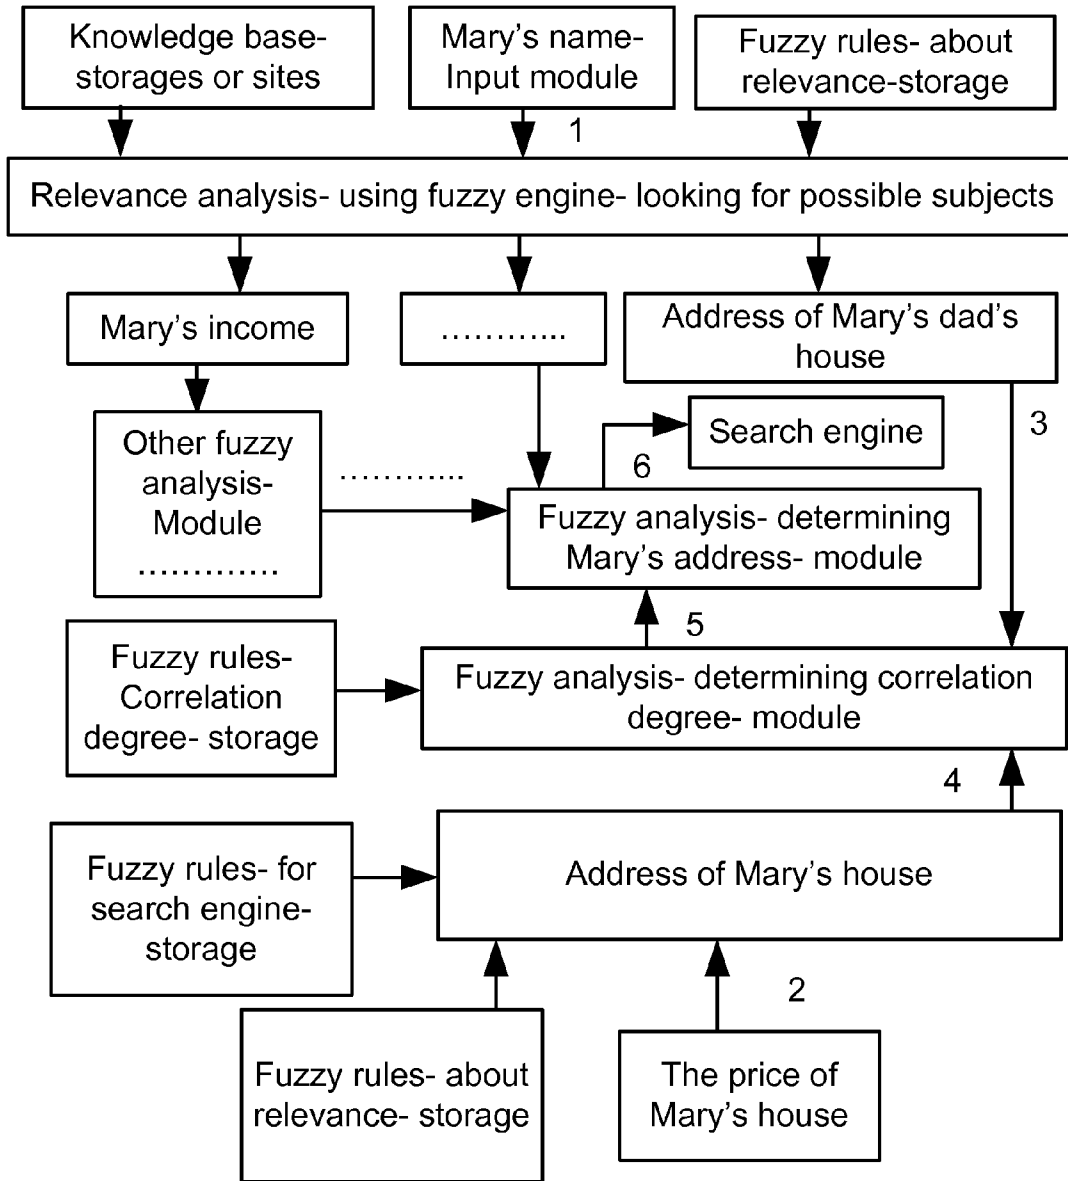 Knowledge base-
storages or sites
Mary's name-
Input module
Fuzzy rules- about
relevance-storage
1
Relevance analysis- using fuzzy engine- looking for possible subjects
Mary's income
…………...
Address of Mary's dad's
house
Other fuzzy
analysis-
Module
………….
………….
Search engine
3
6
Fuzzy analysis- determining
Mary's address- module
5
Fuzzy rules-
Correlation
degree- storage
Fuzzy analysis- determining correlation
degree- module
4
Fuzzy rules- for
search engine-
storage
Address of Mary's house
2
Fuzzy rules- about
relevance- storage
The price of
Mary's house